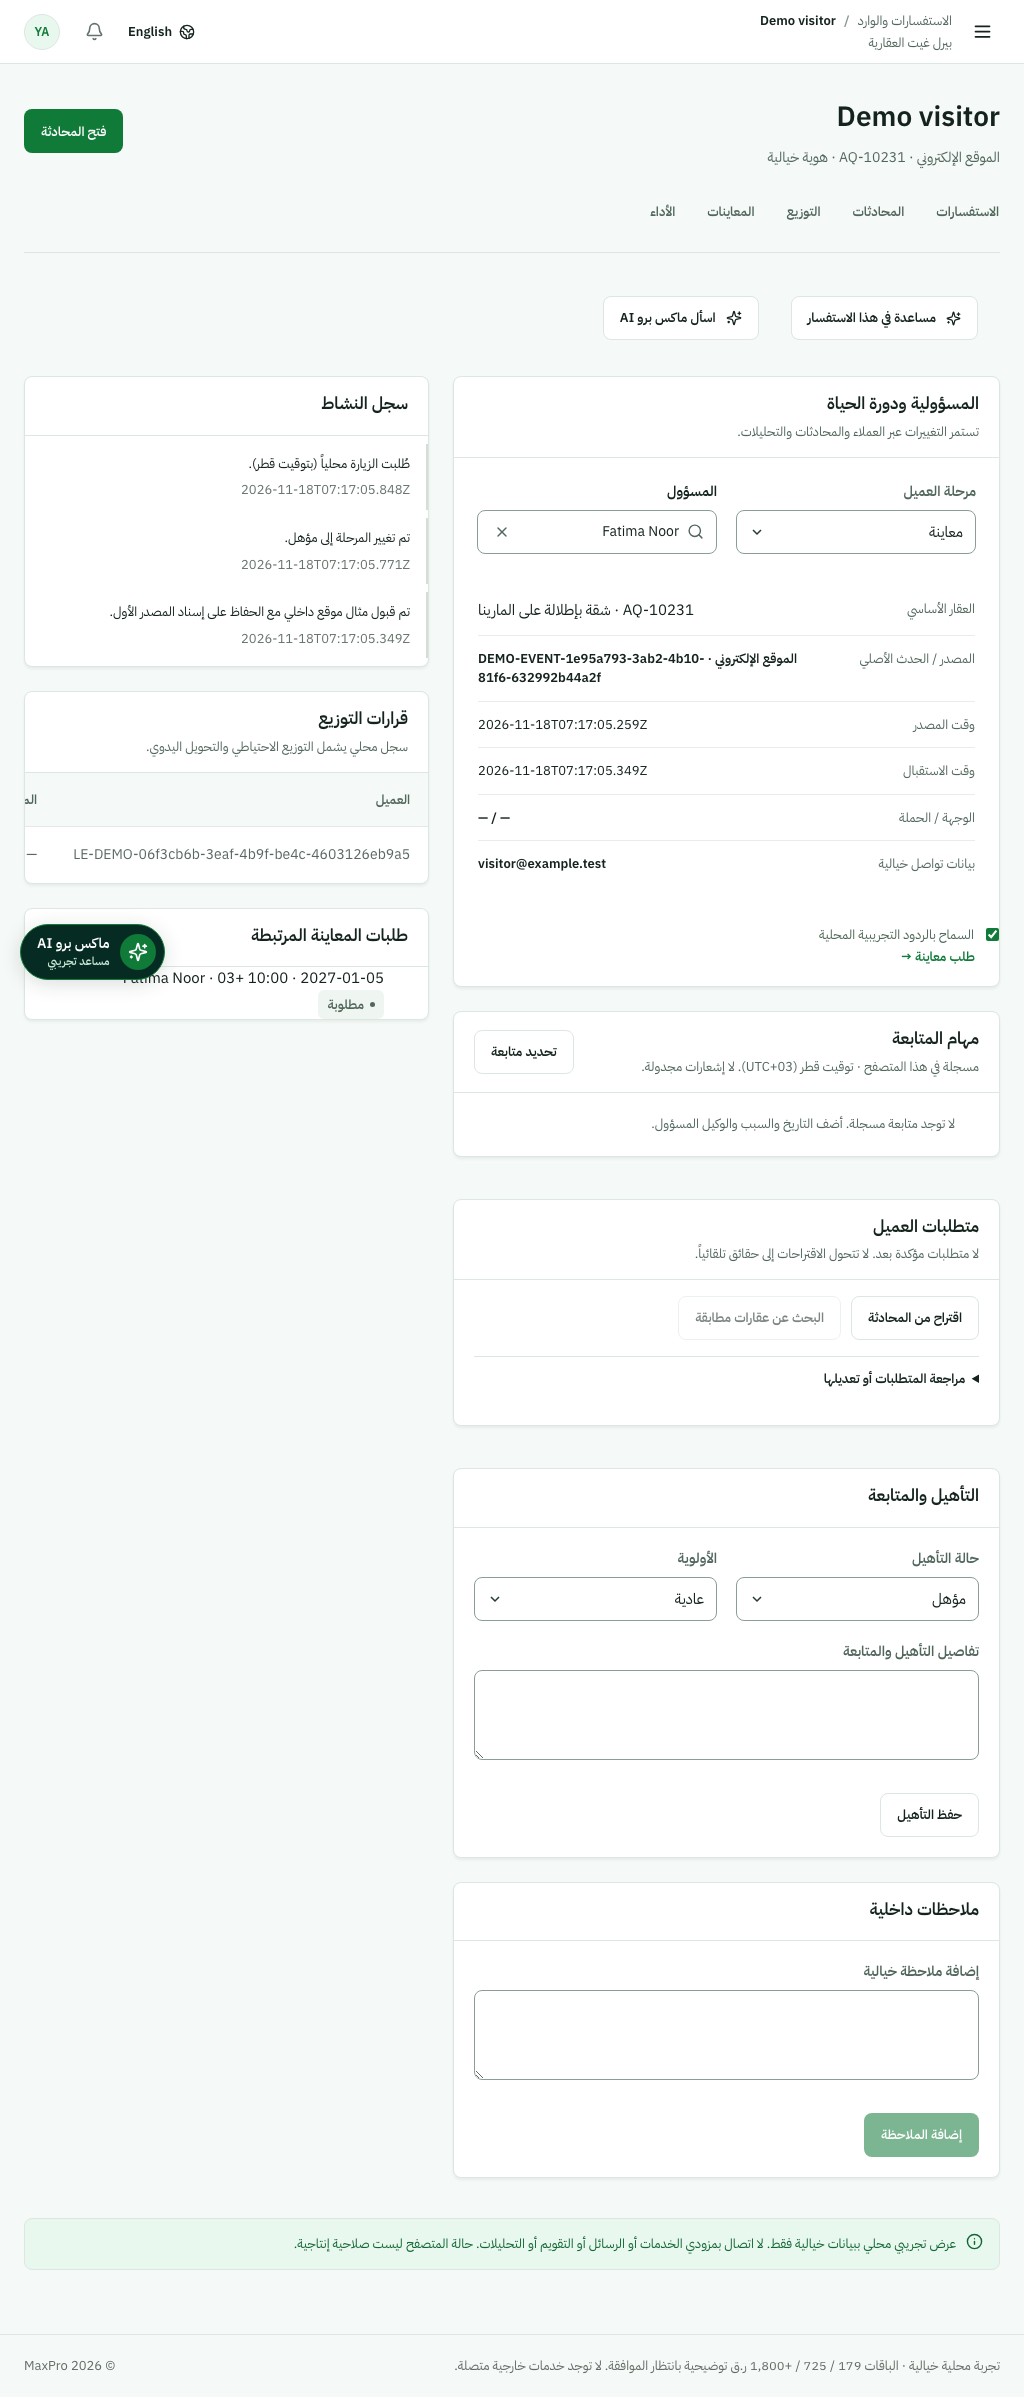 الاستفسارات والوارد / Demo visitor
بيرل غيت العقارية
English
YA
Demo visitor
الموقع الإلكتروني · AQ-10231 · هوية خيالية
فتح المحادثة
الاستفسارات
المحادثات
التوزيع
المعاينات
الأداء
مساعدة في هذا الاستفسار
اسأل ماكس برو AI
المسؤولية ودورة الحياة
تستمر التغييرات عبر العملاء والمحادثات والتحليلات.
مرحلة العميل
المسؤول
معاينة
Fatima Noor
العقار الأساسي
AQ-10231 · شقة بإطلالة على المارينا
المصدر / الحدث الأصلي
الموقع الإلكتروني · DEMO-EVENT-1e95a793-3ab2-4b10-
81f6-632992b44a2f
وقت المصدر
2026-11-18T07:17:05.259Z
وقت الاستقبال
2026-11-18T07:17:05.349Z
الوجهة / الحملة
— / —
بيانات تواصل خيالية
visitor@example.test
السماح بالردود التجريبية المحلية
طلب معاينة ←
مهام المتابعة
مسجلة في هذا المتصفح · توقيت قطر (UTC+03). لا إشعارات مجدولة.
تحديد متابعة
لا توجد متابعة مسجلة. أضف التاريخ والسبب والوكيل المسؤول.
متطلبات العميل
لا متطلبات مؤكدة بعد. لا تتحول الاقتراحات إلى حقائق تلقائياً.
اقتراح من المحادثة
البحث عن عقارات مطابقة
مراجعة المتطلبات أو تعديلها
التأهيل والمتابعة
حالة التأهيل
الأولوية
مؤهل
عادية
تفاصيل التأهيل والمتابعة
حفظ التأهيل
ملاحظات داخلية
إضافة ملاحظة خيالية
إضافة الملاحظة
سجل النشاط
طُلبت الزيارة محلياً (بتوقيت قطر).
2026-11-18T07:17:05.848Z
تم تغيير المرحلة إلى مؤهل.
2026-11-18T07:17:05.771Z
تم قبول مثال موقع داخلي مع الحفاظ على إسناد المصدر الأول.
2026-11-18T07:17:05.349Z
قرارات التوزيع
سجل محلي يشمل التوزيع الاحتياطي والتحويل اليدوي.
العميل
LE-DEMO-06f3cb6b-3eaf-4b9f-be4c-4603126eb9a5
—
طلبات المعاينة المرتبطة
Fatima Noor · 03+ 10:00 · 2027-01-05
مطلوبة
ماكس برو AI
مساعد تجريبي
عرض تجريبي محلي ببيانات خيالية فقط. لا اتصال بمزودي الخدمات أو الرسائل أو التقويم أو التحليلات. حالة المتصفح ليست صلاحية إنتاجية.
تجربة محلية خيالية · الباقات 179 / 725 / +1,800 ر.ق توضيحية بانتظار الموافقة. لا توجد خدمات خارجية متصلة.
© 2026 MaxPro